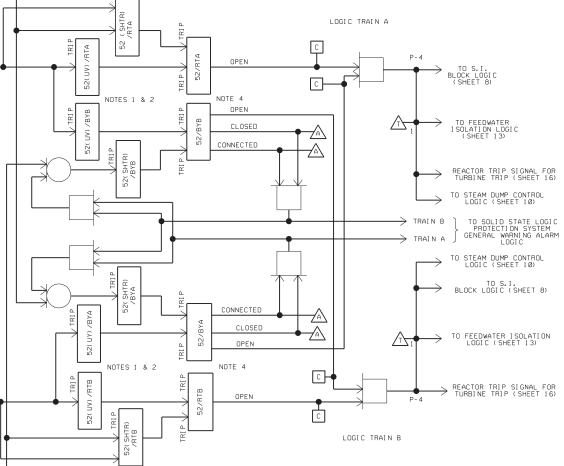 LOGIC TRAIN A
TRIP
52 (SHTR)
/RTA
TRIP
52(UV)/RTA
TRIP
52/RTA
OPEN
C
C
P-4
TO S.I.
BLOCK LOGIC
(SHEET 8)
NOTES 1 & 2
NOTE 4
TRIP
52(UV)/BYB
TRIP
52(SHTR)
/BYB
TRIP
52/BYB
TRIP
OPEN
CLOSED
A
CONNECTED
A
T
1
TO FEEDWATER
ISOLATION LOGIC
(SHEET 13)
REACTOR TRIP SIGNAL FOR
TURBINE TRIP (SHEET 16)
TO STEAM DUMP CONTROL
LOGIC (SHEET 10)
TRAIN B
TRAIN A
TO SOLID STATE LOGIC
PROTECTION SYSTEM
GENERAL WARNING ALARM
LOGIC
TO STEAM DUMP CONTROL
LOGIC (SHEET 10)
TO S.I.
BLOCK LOGIC (SHEET 8)
TRIP
52(SHTR)
/BYA
TRIP
52(UV)/BYA
TRIP
52/BYA
TRIP
CONNECTED
A
CLOSED
A
OPEN
T
1
TO FEEDWATER ISOLATION
LOGIC (SHEET 13)
NOTES 1 & 2
NOTE 4
TRIP
52(UV)/RTB
TRIP
52(SHTR)
/RTB
TRIP
52/RTB
TRIP
OPEN
C
C
P-4
REACTOR TRIP SIGNAL FOR
TURBINE TRIP (SHEET 16)
LOGIC TRAIN B